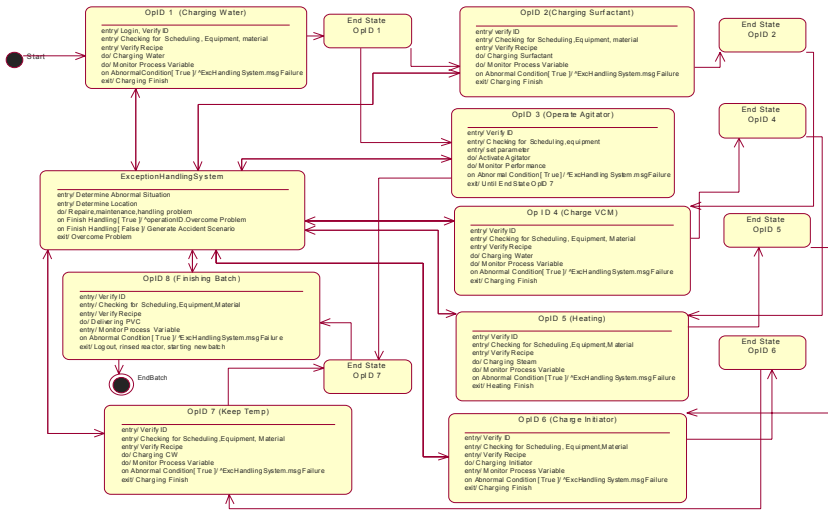 OpID 1 (Charging Water)
entry/ Login, Verify ID
entry/ Checking for Scheduling ,Equipment, material
entry/ Verify Recipe
do/ Charging Water
do/ Monitor Process Variable
on AbnormalCondition[ True ]/ ^ExcHandlingSystem.msgFailure
exit/ Charging Finish
Start
End State
OpID 1
OpID 2(Charging Surfactant)
entry/ verify ID
entry/ Checking for Scheduling ,Equipment, material
entry/ Verify Recipe
do/ Charging Surfactant
do/ Monitor Process Variable
on Abnormal Condition[ True ]/ ^ExcHandling System.msgFailure
exit/ Charging Finish
End State
OpID 2
OpID 3 (Operate Agitator)
entry/ Verify ID
entry/ Checking for Scheduling,equipment
entry/ set parameter
do/ Activate Agitator
do/ Monitor Performance
on Abnormal Condition[ True ]/ ^ExcHandling System.msgFailure
exit/ Until End State OpID 7
End State
OpID 4
ExceptionHandlingSystem
entry/ Determine Abnormal Situation
entry/ Determine Location
do/ Repaire,maintenance,handling problem
on Finish Handling [ True ]/ ^operationID.Overcome Problem
on Finish Handling [ False ]/ Generate Accident Scenario
exit/ Overcome Problem
Op ID 4 (Charge VCM)
entry/ Verify ID
entry/ Checking for Scheduling, Equipment, Material
entry/ Verify Recipe
do/ Charging Water
do/ Monitor Process Variable
on Abnormal Condition[ True ]/ ^ExcHandlingSystem.msgFailure
exit/ Charging Finish
End State
OpID 5
OpID 8 (Finishing Batch)
entry/ Verify ID
entry/ Checking for Scheduling,Equipment,Material
entry/ Verify Recipe
do/ Delivering PVC
entry/ Monitor Process Variable
on Abnormal Condition[ True ]/ ^ExcHandlingSystem.msgFailure
exit/ Logout, rinsed reactor, starting new batch
EndBatch
OpID 5 (Heating)
entry/ Verify ID
entry/ Checking for Scheduling ,Equipment,Material
entry/ Verify Recipe
do/ Charging Steam
do/ Monitor Process Variable
on Abnormal Condition[ True ]/ ^ExcHandlingSystem.msgFailure
exit/ Heating Finish
End State
OpID 6
End State
OpID 7
OpID 7 (Keep Temp)
entry/ Verify ID
entry/ Checking for Scheduling ,Equipment, Material
entry/ Verify Recipe
do/ Charging CW
do/ Monitor Process Variable
on Abnormal Condition[ True ]/ ^ExcHandlingSystem.msgFailure
exit/ Charging Finish
OpID 6 (Charge Initiator)
entry/ Verify ID
entry/ Checking for Scheduling , Equipment,Material
entry/ Verify Recipe
do/ Charging Initiator
entry/ Monitor Process Variable
on Abnormal Condition[ True ]/ ^ExcHandlingSystem.msgFailure
exit/ Charging Finish